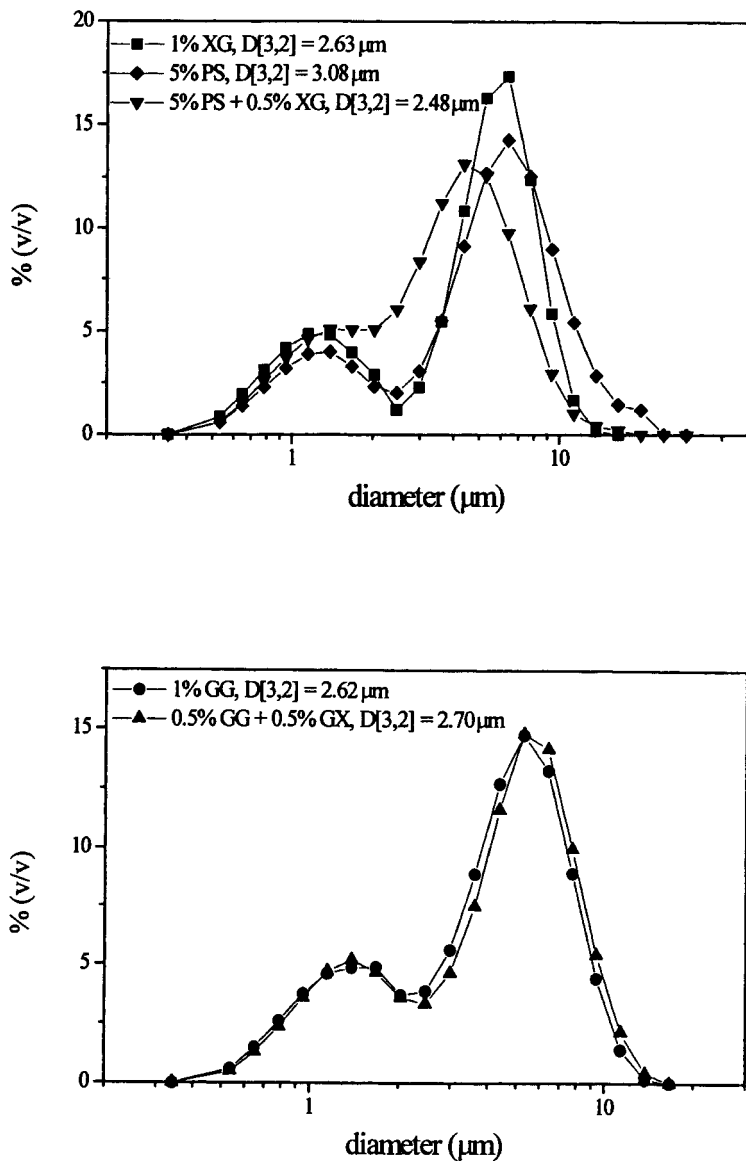 20
1% XG, D[3,2] = 2.63 μm
5% PS, D[3,2] = 3.08 μm
5% PS + 0.5% XG, D[3,2] = 2.48 μm
15
10
5
0
% (v/v)
1
10
diameter (μm)
1% GG, D[3,2] = 2.62 μm
0.5% GG + 0.5% GX, D[3,2] = 2.70 μm
15
10
5
0
% (v/v)
1
10
diameter (μm)